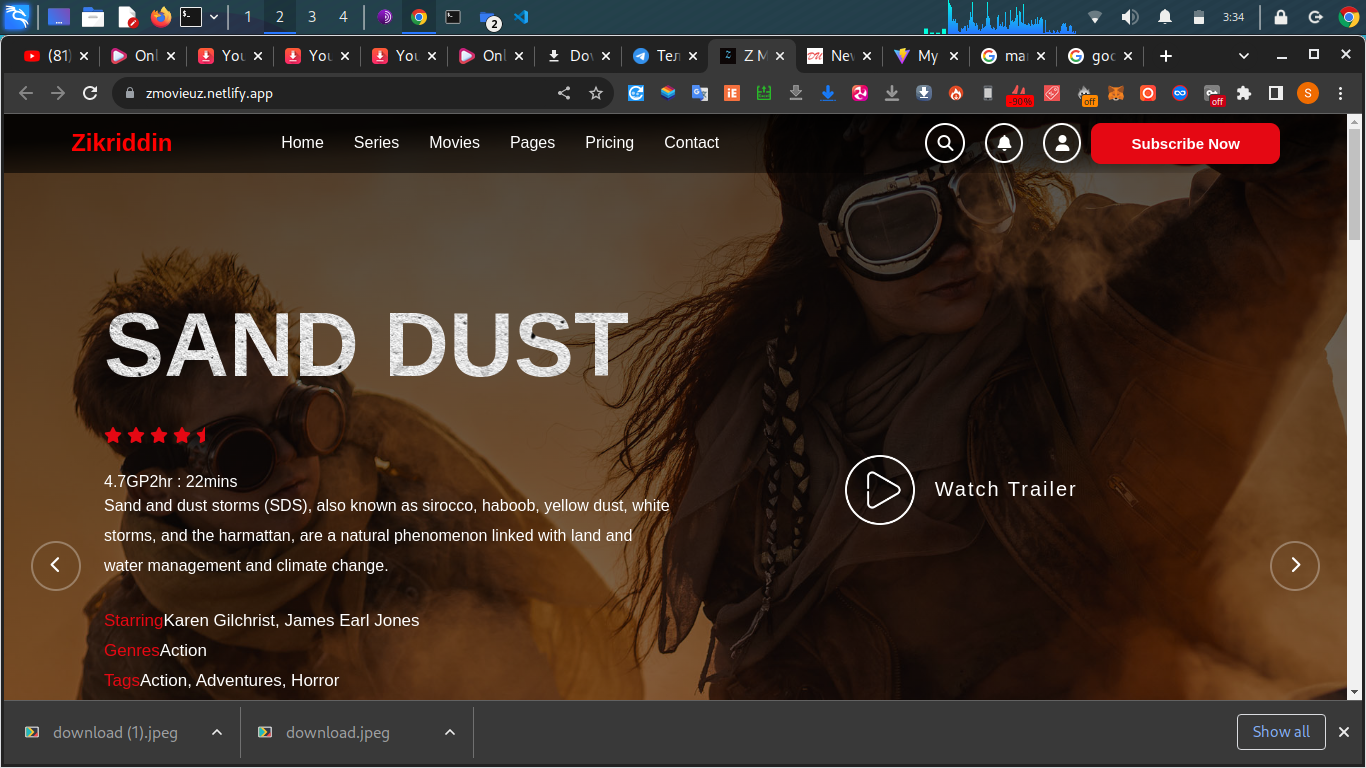 1 2 3 4 2 3:34
(81) Onl You You You Onl Dov Тел Z M Nev My mai goo
zmovieuz.netlify.app
-90% off off S
Zikriddin Home Series Movies Pages Pricing Contact Subscribe Now
SAND DUST
4.7GP2hr : 22mins
Sand and dust storms (SDS), also known as sirocco, haboob, yellow dust, white
storms, and the harmattan, are a natural phenomenon linked with land and
water management and climate change.
Watch Trailer
StarringKaren Gilchrist, James Earl Jones
GenresAction
TagsAction, Adventures, Horror
download (1).jpeg download.jpeg Show all